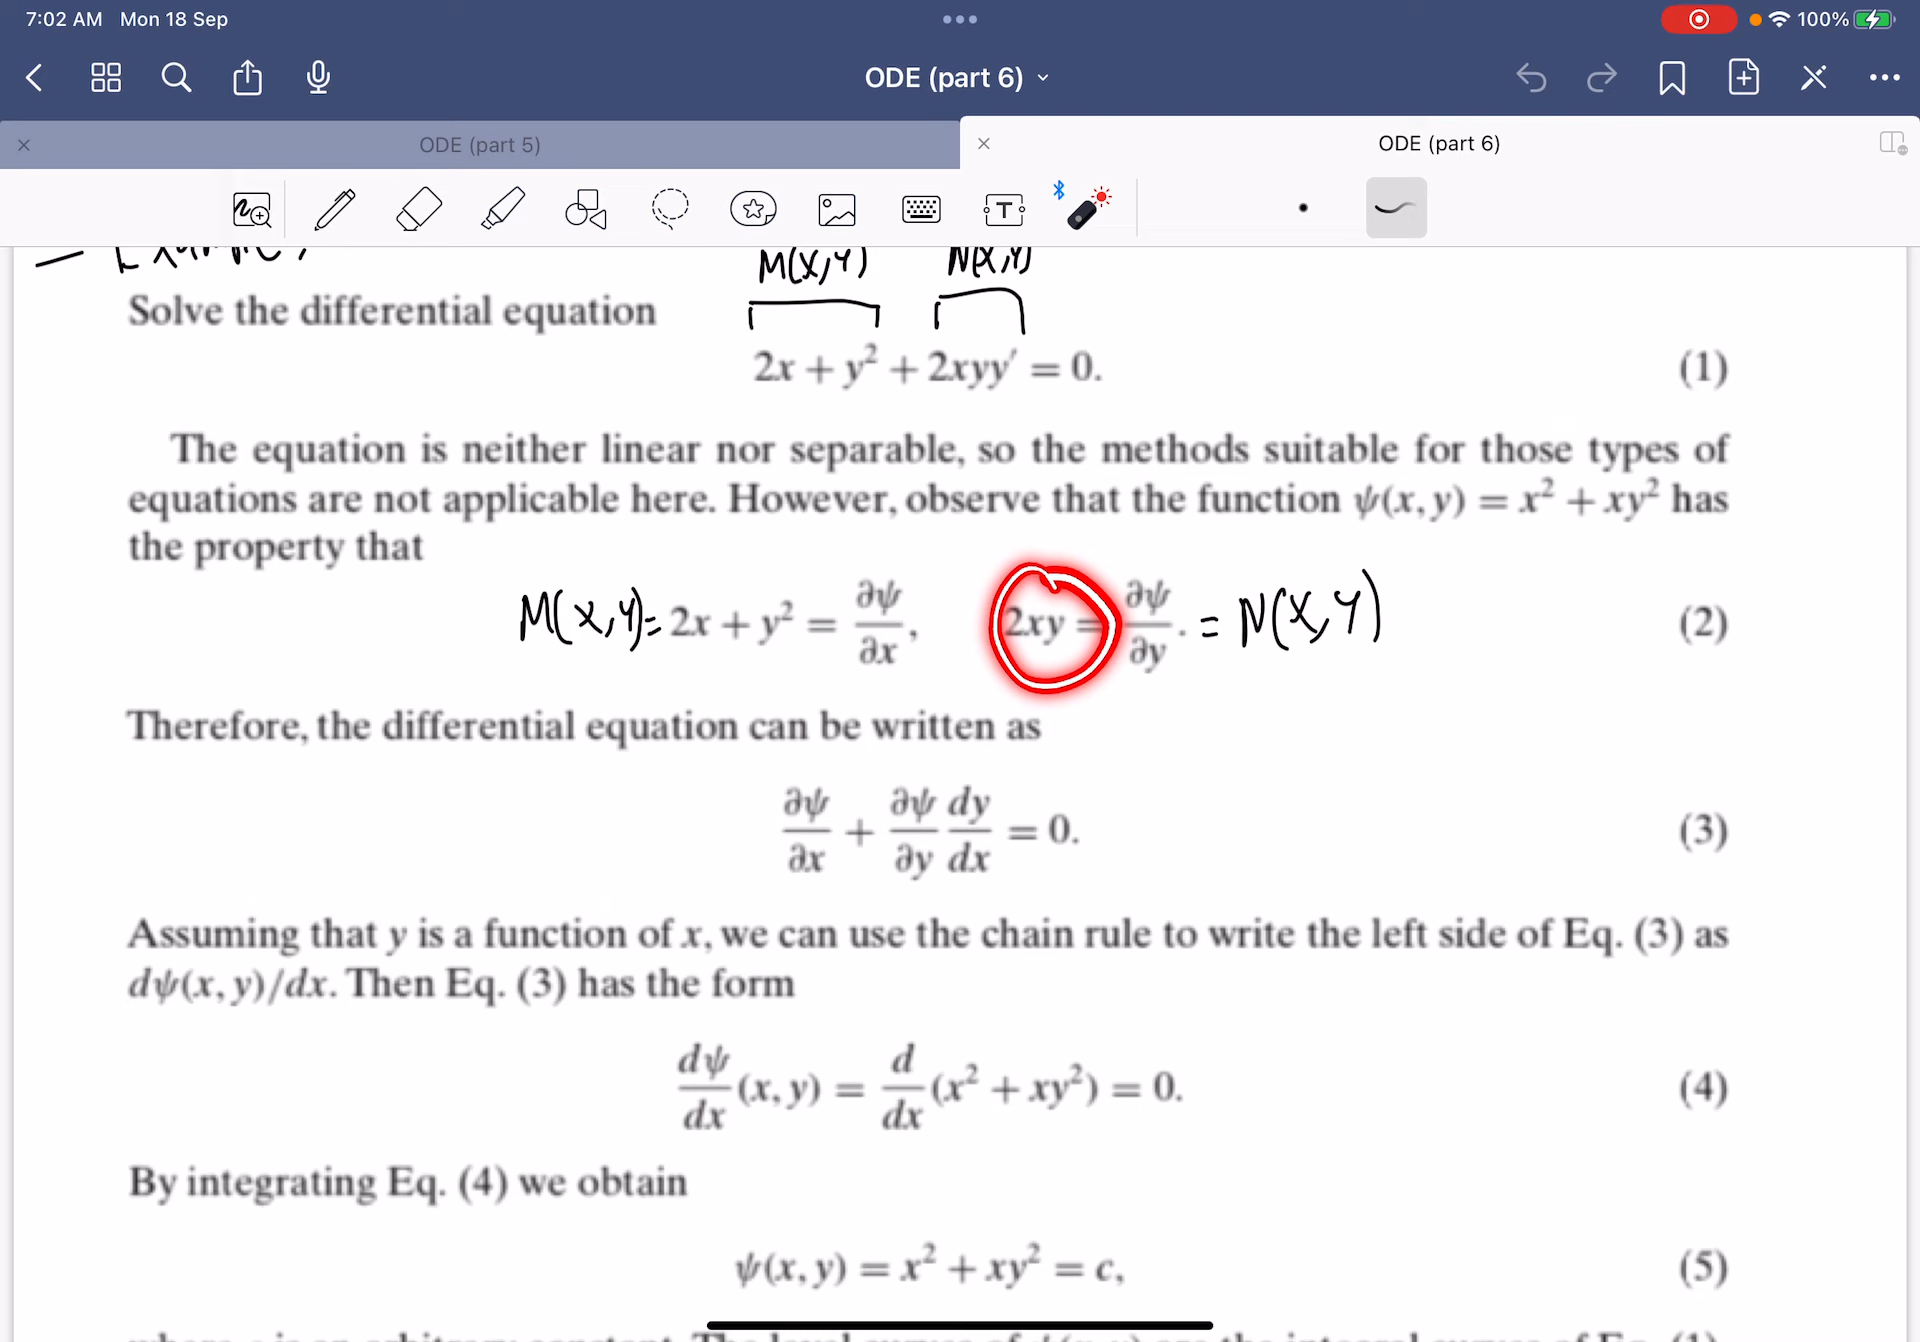 7:02 AM Mon 18 Sep
100%
ODE (part 6)
ODE (part 5)
ODE (part 6)
M(x,y) N(x,y)
Solve the differential equation
2x + y² + 2xyy′ = 0. (1)
The equation is neither linear nor separable, so the methods suitable for those types of
equations are not applicable here. However, observe that the function ψ(x, y) = x² + xy² has
the property that
M(x,y) = 2x + y² = ∂ψ/∂x, 2xy = ∂ψ/∂y. = N(x,y) (2)
Therefore, the differential equation can be written as
∂ψ/∂x + ∂ψ/∂y dy/dx = 0. (3)
Assuming that y is a function of x, we can use the chain rule to write the left side of Eq. (3) as
dψ(x, y)/dx. Then Eq. (3) has the form
dψ/dx (x, y) = d/dx (x² + xy²) = 0. (4)
By integrating Eq. (4) we obtain
ψ(x, y) = x² + xy² = c, (5)